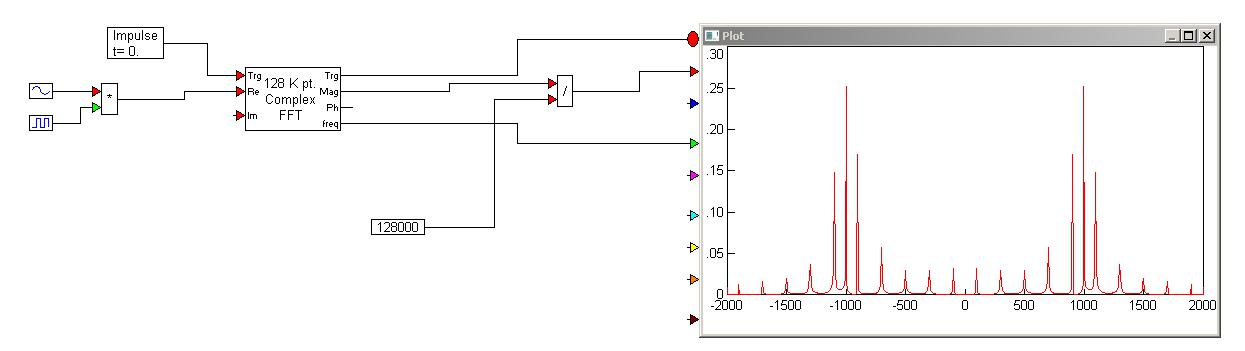 Impulse
t= 0.
*
Trg Trg
Re Mag
Im Ph
freq
128 K pt.
Complex
FFT
/
128000
Plot
.30
.25
.20
.15
.10
.05
0
-2000 -1500 -1000 -500 0 500 1000 1500 2000